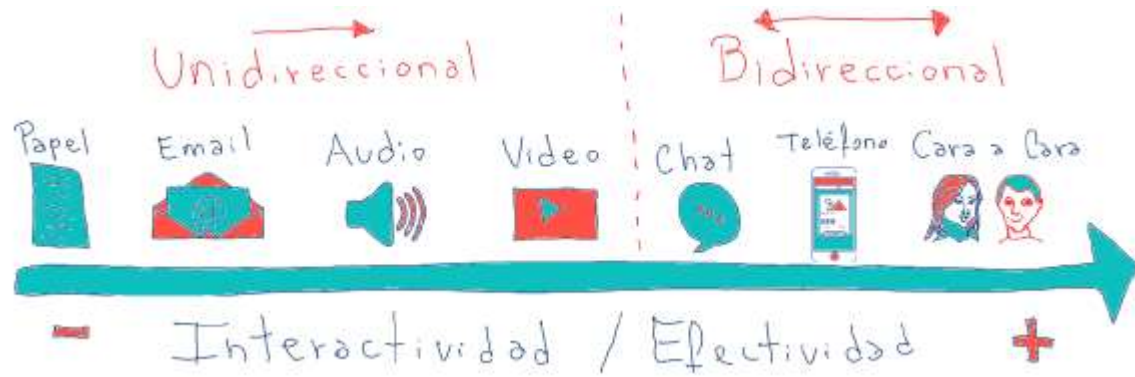 Unidireccional Bidireccional
Papel Email Audio Video Chat Teléfono Cara a Cara
- Interactividad / Efectividad +